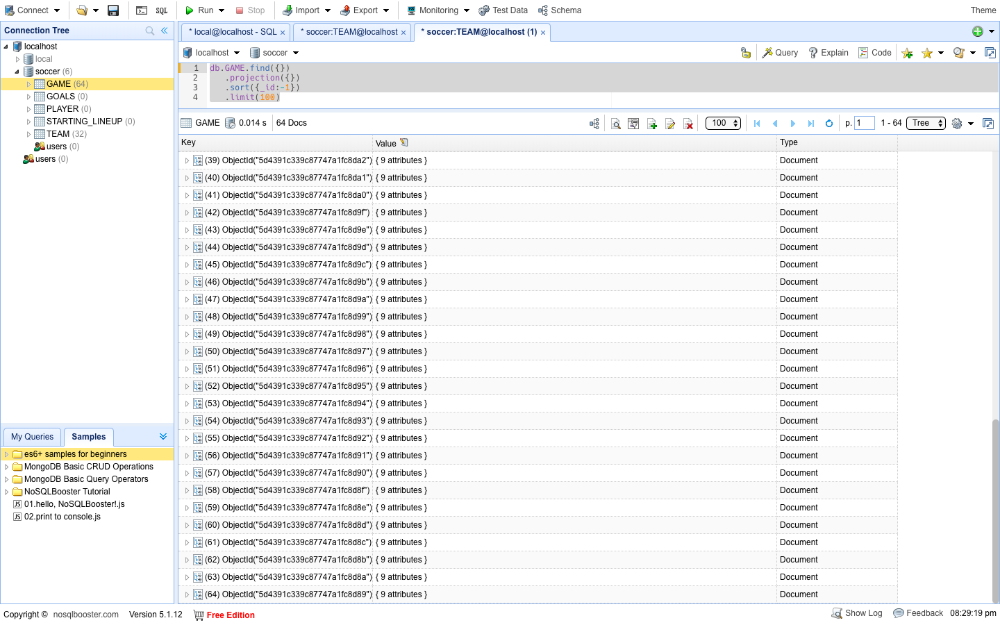 Connect SQL Run Stop Import Export Monitoring Test Data Schema Theme
Connection Tree
localhost
local
soccer (6)
GAME (64)
GOALS (0)
PLAYER (0)
STARTING_LINEUP (0)
TEAM (32)
users (0)
users (0)
My Queries Samples
es6+ samples for beginners
MongoDB Basic CRUD Operations
MongoDB Basic Query Operators
NoSQLBooster Tutorial
JS 01.hello, NoSQLBooster!.js
JS 02.print to console.js
* local@localhost - SQL × * soccer:TEAM@localhost × * soccer:TEAM@localhost (1) ×
localhost soccer Query Explain Code
1 db.GAME.find({})
2 .projection({})
3 .sort({_id:-1})
4 .limit(100)
GAME 0.014 s 64 Docs 100 p. 1 1 - 64 Tree
Key Value Type
(39) ObjectId("5d4391c339c87747a1fc8da2") { 9 attributes } Document
(40) ObjectId("5d4391c339c87747a1fc8da1") { 9 attributes } Document
(41) ObjectId("5d4391c339c87747a1fc8da0") { 9 attributes } Document
(42) ObjectId("5d4391c339c87747a1fc8d9f") { 9 attributes } Document
(43) ObjectId("5d4391c339c87747a1fc8d9e") { 9 attributes } Document
(44) ObjectId("5d4391c339c87747a1fc8d9d") { 9 attributes } Document
(45) ObjectId("5d4391c339c87747a1fc8d9c") { 9 attributes } Document
(46) ObjectId("5d4391c339c87747a1fc8d9b") { 9 attributes } Document
(47) ObjectId("5d4391c339c87747a1fc8d9a") { 9 attributes } Document
(48) ObjectId("5d4391c339c87747a1fc8d99") { 9 attributes } Document
(49) ObjectId("5d4391c339c87747a1fc8d98") { 9 attributes } Document
(50) ObjectId("5d4391c339c87747a1fc8d97") { 9 attributes } Document
(51) ObjectId("5d4391c339c87747a1fc8d96") { 9 attributes } Document
(52) ObjectId("5d4391c339c87747a1fc8d95") { 9 attributes } Document
(53) ObjectId("5d4391c339c87747a1fc8d94") { 9 attributes } Document
(54) ObjectId("5d4391c339c87747a1fc8d93") { 9 attributes } Document
(55) ObjectId("5d4391c339c87747a1fc8d92") { 9 attributes } Document
(56) ObjectId("5d4391c339c87747a1fc8d91") { 9 attributes } Document
(57) ObjectId("5d4391c339c87747a1fc8d90") { 9 attributes } Document
(58) ObjectId("5d4391c339c87747a1fc8d8f") { 9 attributes } Document
(59) ObjectId("5d4391c339c87747a1fc8d8e") { 9 attributes } Document
(60) ObjectId("5d4391c339c87747a1fc8d8d") { 9 attributes } Document
(61) ObjectId("5d4391c339c87747a1fc8d8c") { 9 attributes } Document
(62) ObjectId("5d4391c339c87747a1fc8d8b") { 9 attributes } Document
(63) ObjectId("5d4391c339c87747a1fc8d8a") { 9 attributes } Document
(64) ObjectId("5d4391c339c87747a1fc8d89") { 9 attributes } Document
Copyright © nosqlbooster.com Version 5.1.12 Free Edition Show Log Feedback 08:29:19 pm